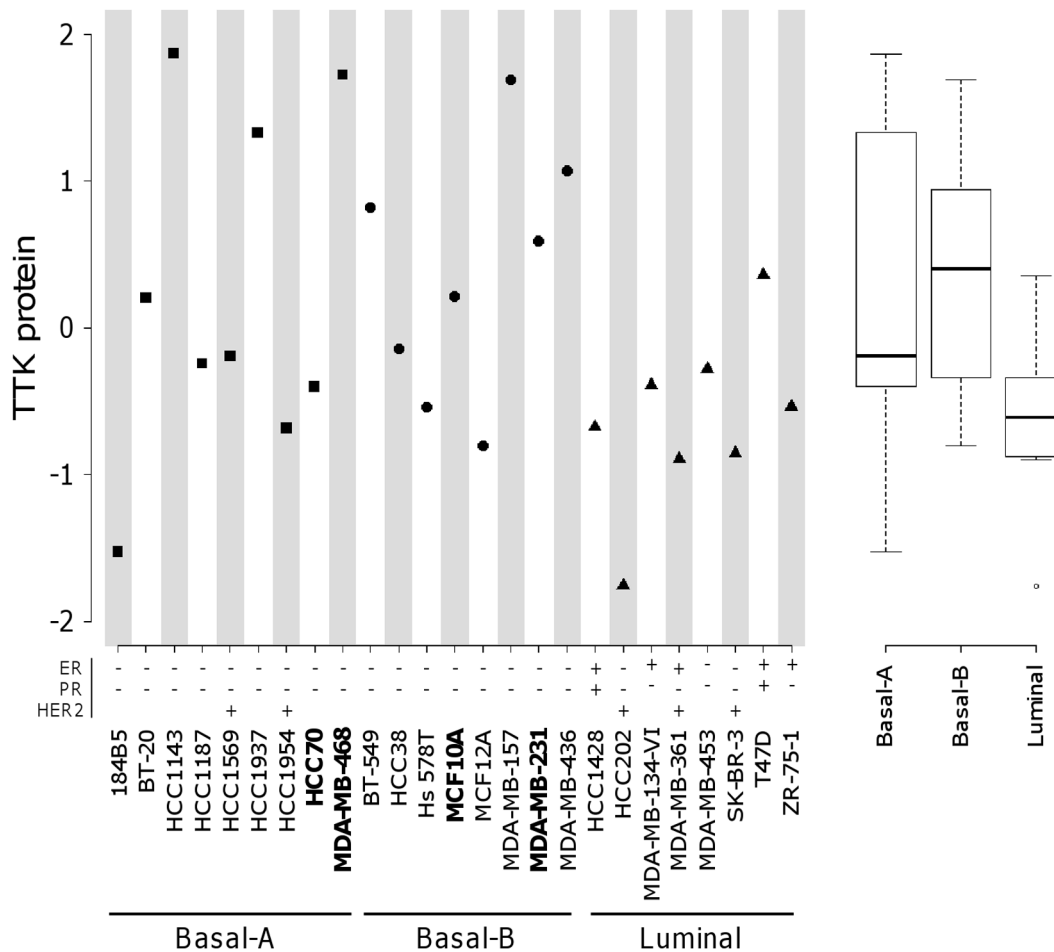 TTK protein
2
1
0
-1
-2
ER - - - - - - - - - - - - - - - - - + + + - + +
PR - - - - - - - - - - - - - - - - - + - - + -
HER2 + + + + +
184B5
BT-20
HCC1143
HCC1187
HCC1569
HCC1937
HCC1954
HCC70
MDA-MB-468
BT-549
HCC38
Hs 578T
MCF10A
MCF12A
MDA-MB-157
MDA-MB-231
MDA-MB-436
HCC1428
HCC202
MDA-MB-134-VI
MDA-MB-361
MDA-MB-453
SK-BR-3
T47D
ZR-75-1
Basal-A
Basal-B
Luminal
Basal-A
Basal-B
Luminal